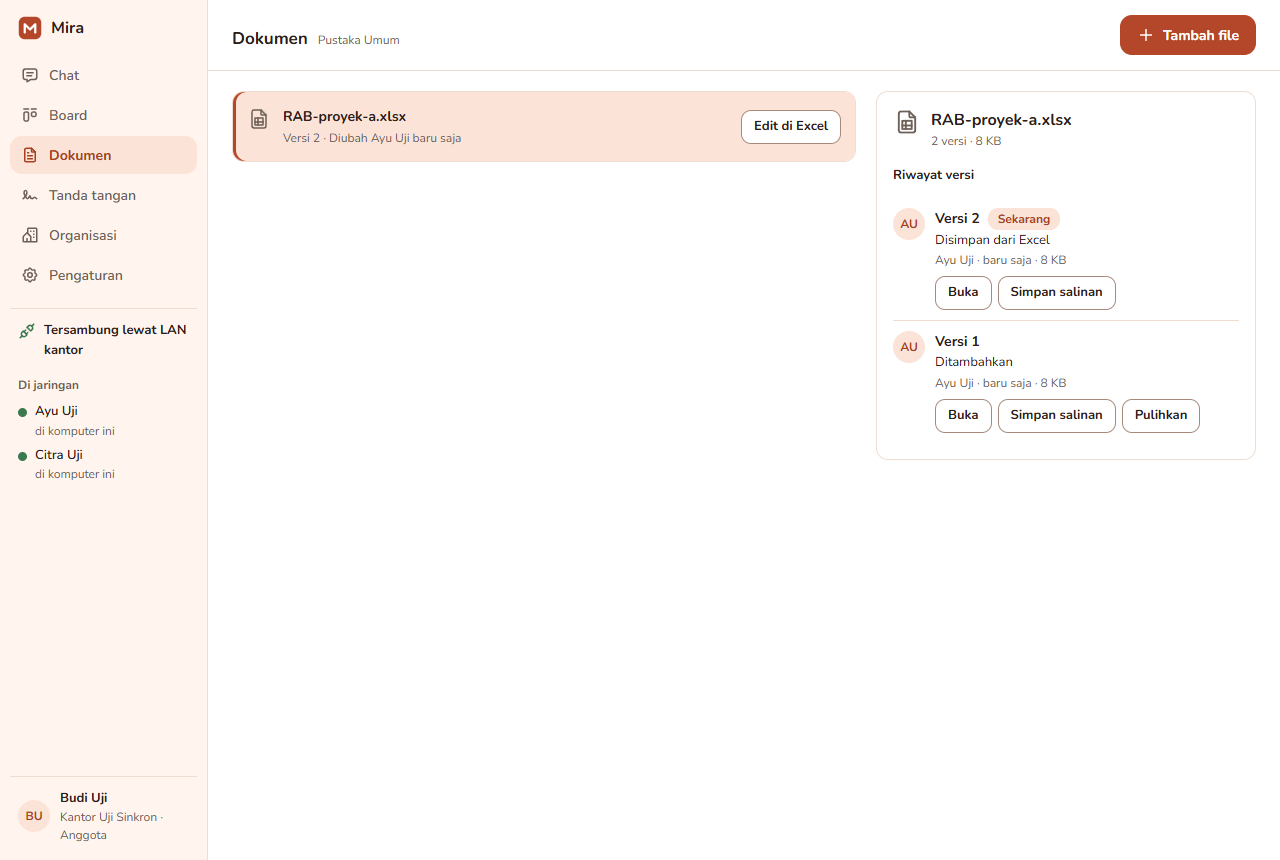 Mira
Chat
Board
Dokumen
Tanda tangan
Organisasi
Pengaturan
Tersambung lewat LAN
kantor
Di jaringan
Ayu Uji
di komputer ini
Citra Uji
di komputer ini
BU
Budi Uji
Kantor Uji Sinkron ·
Anggota
Dokumen Pustaka Umum
Tambah file
RAB-proyek-a.xlsx
Versi 2 · Diubah Ayu Uji baru saja
Edit di Excel
RAB-proyek-a.xlsx
2 versi · 8 KB
Riwayat versi
AU
Versi 2 Sekarang
Disimpan dari Excel
Ayu Uji · baru saja · 8 KB
Buka Simpan salinan
AU
Versi 1
Ditambahkan
Ayu Uji · baru saja · 8 KB
Buka Simpan salinan Pulihkan